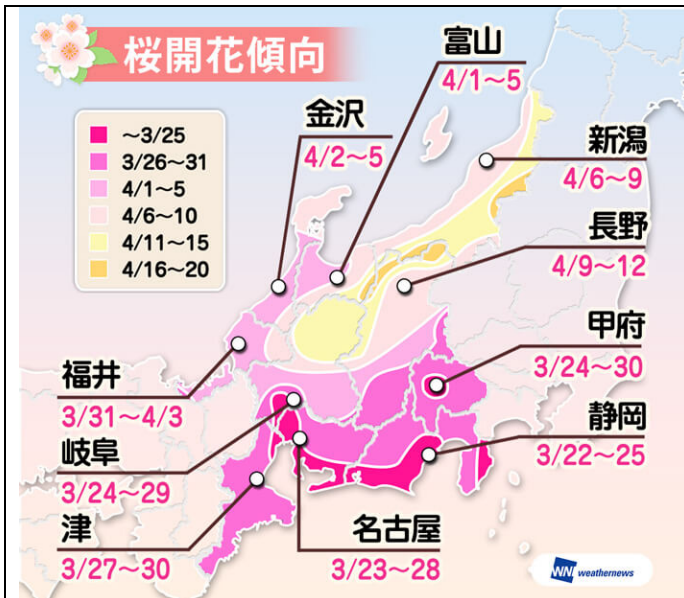 桜開花傾向
～3/25
3/26～31
4/1～5
4/6～10
4/11～15
4/16～20
富山
4/1～5
金沢
4/2～5
新潟
4/6～9
長野
4/9～12
甲府
3/24～30
静岡
3/22～25
福井
3/31～4/3
岐阜
3/24～29
津
3/27～30
名古屋
3/23～28
WNI weathernews